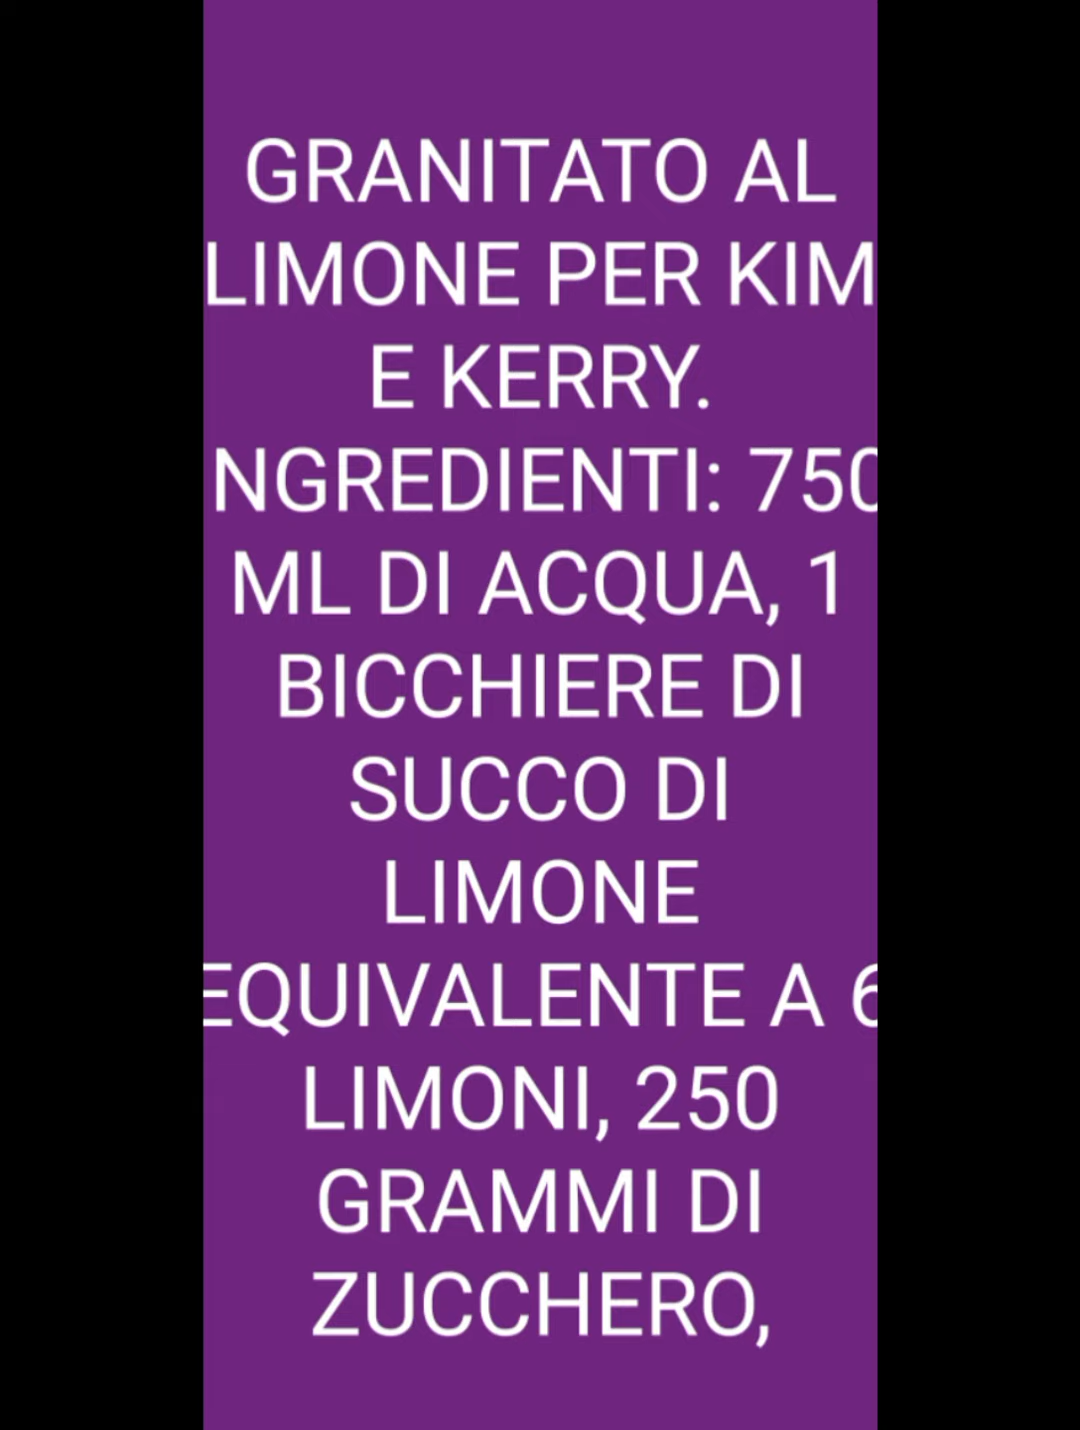 GRANITATO AL
LIMONE PER KIM
E KERRY.
NGREDIENTI: 750
ML DI ACQUA, 1
BICCHIERE DI
SUCCO DI
LIMONE
EQUIVALENTE A 6
LIMONI, 250
GRAMMI DI
ZUCCHERO,